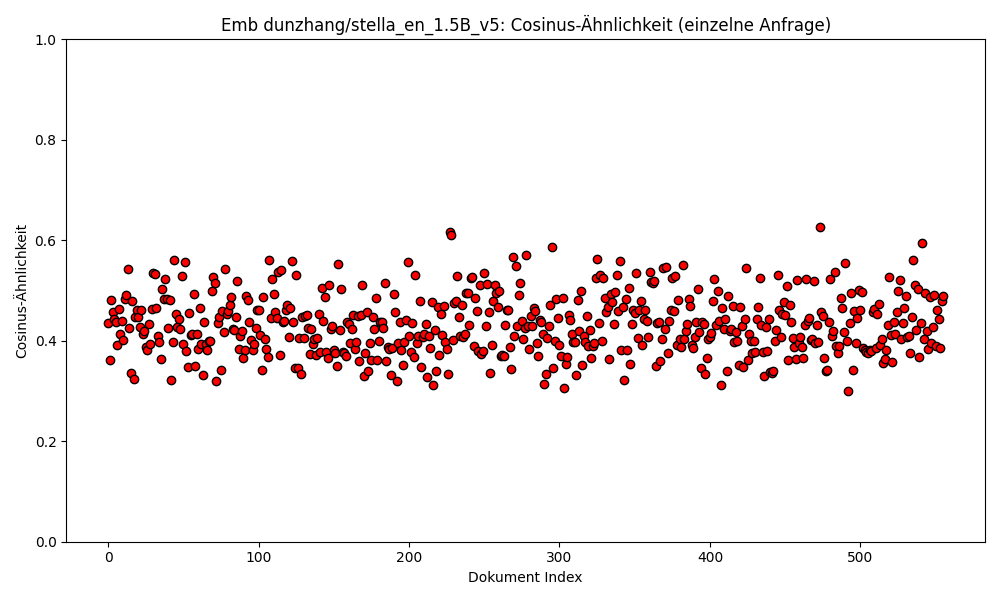 Emb dunzhang/stella_en_1.5B_v5: Cosinus-Ähnlichkeit (einzelne Anfrage)
1.0
0.8
0.6
0.4
0.2
0.0
Cosinus-Ähnlichkeit
0 100 200 300 400 500
Dokument Index